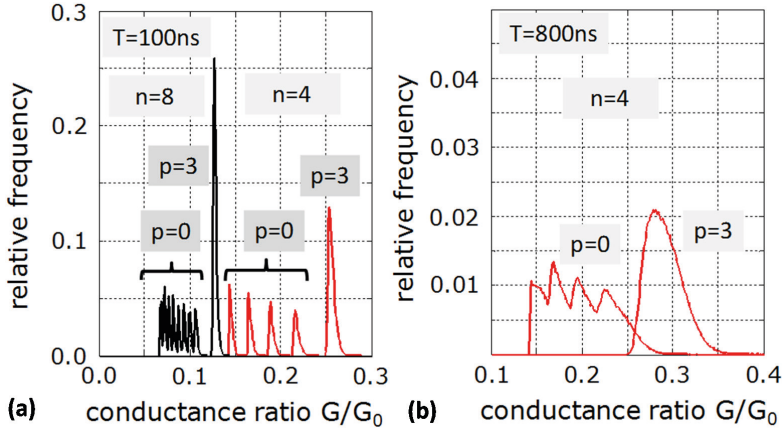 T=100ns
n=8
n=4
p=3
p=3
p=0
p=0
0.3
0.2
0.1
0.0
0.0
0.1
0.2
0.3
relative frequency
conductance ratio G/G₀
(a)
T=800ns
n=4
p=0
p=3
0.04
0.03
0.02
0.01
0.1
0.2
0.3
0.4
relative frequency
conductance ratio G/G₀
(b)